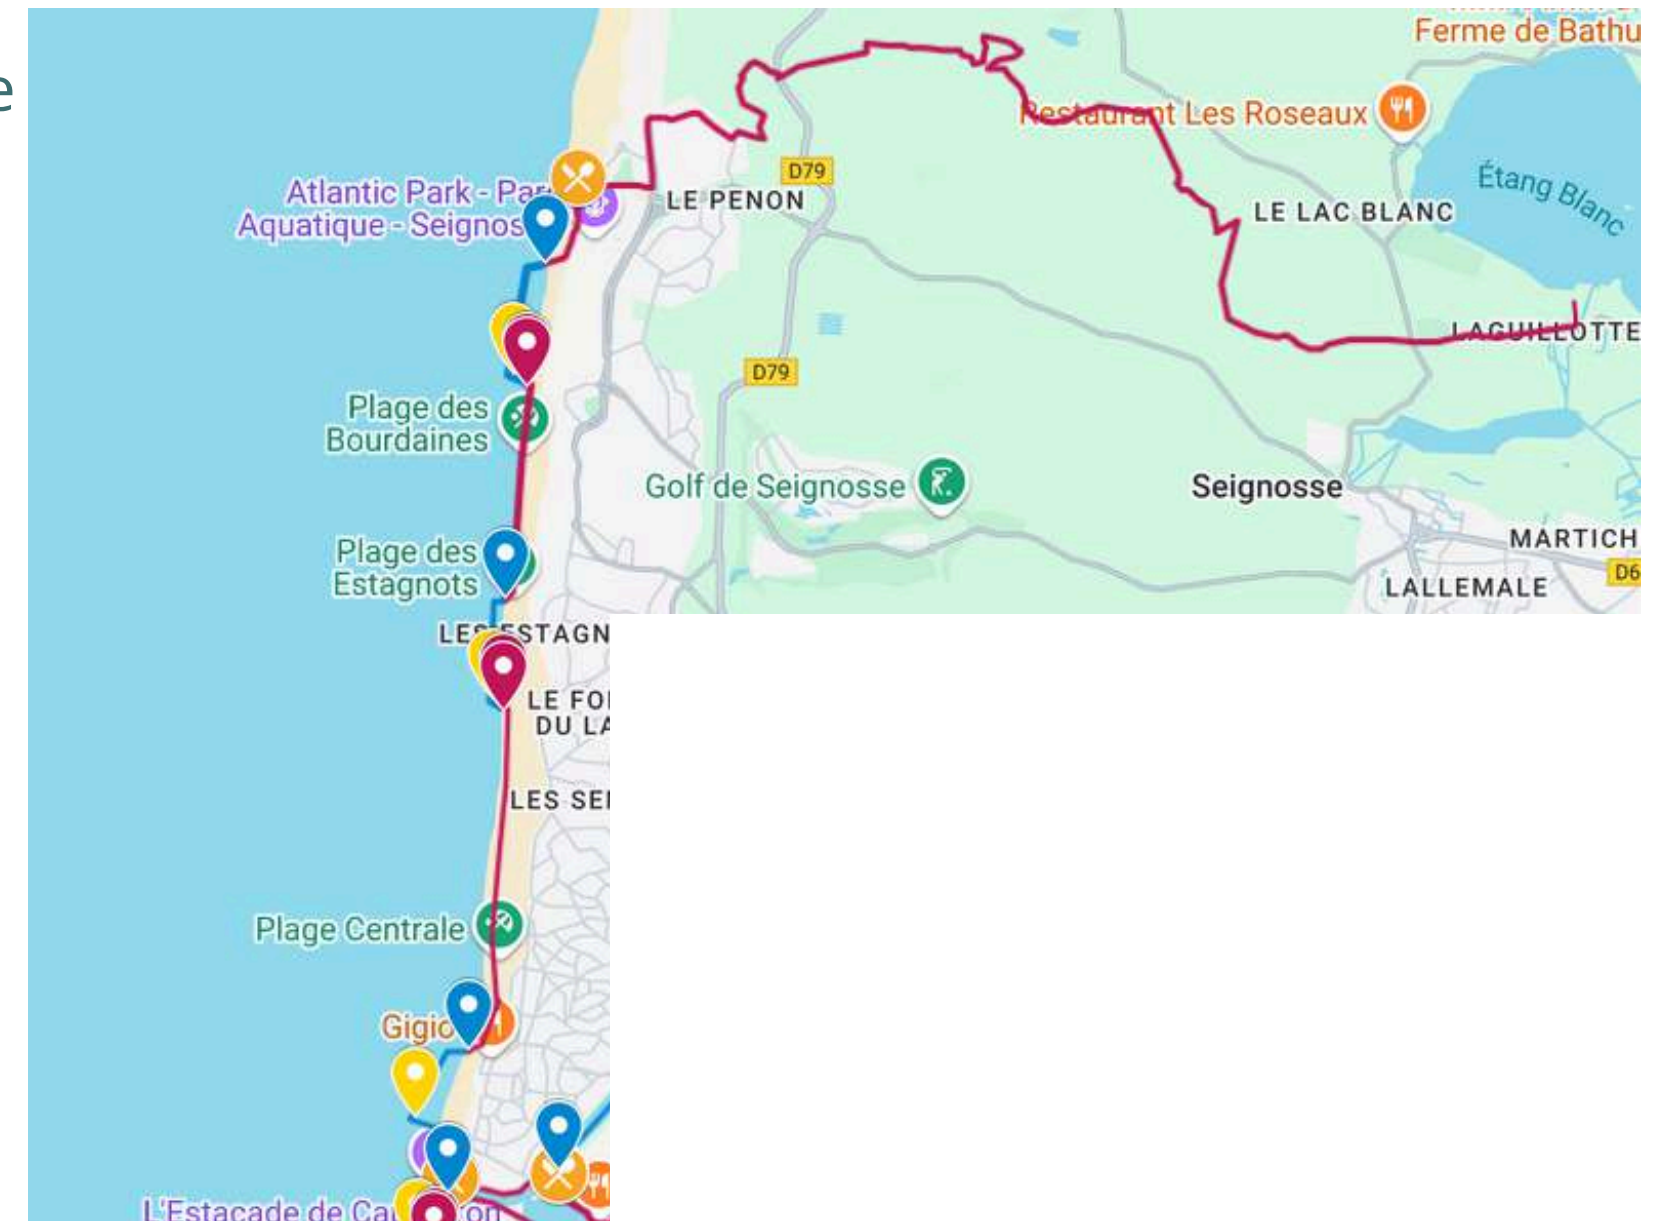 e
Ferme de Bathu
Restaurant Les Roseaux
Étang Blanc
D79
Atlantic Park - Par
Aquatique - Seignos
LE PENON
LE LAC BLANC
LAGUILLOTTE
D79
Plage des
Bourdaines
Golf de Seignosse
Seignosse
MARTICH
Plage des
Estagnots
D6
LALLEMALE
LES ESTAGN
LE FO
DU LA
LES SE
Plage Centrale
Gigio
L'Estacade de Ca
on